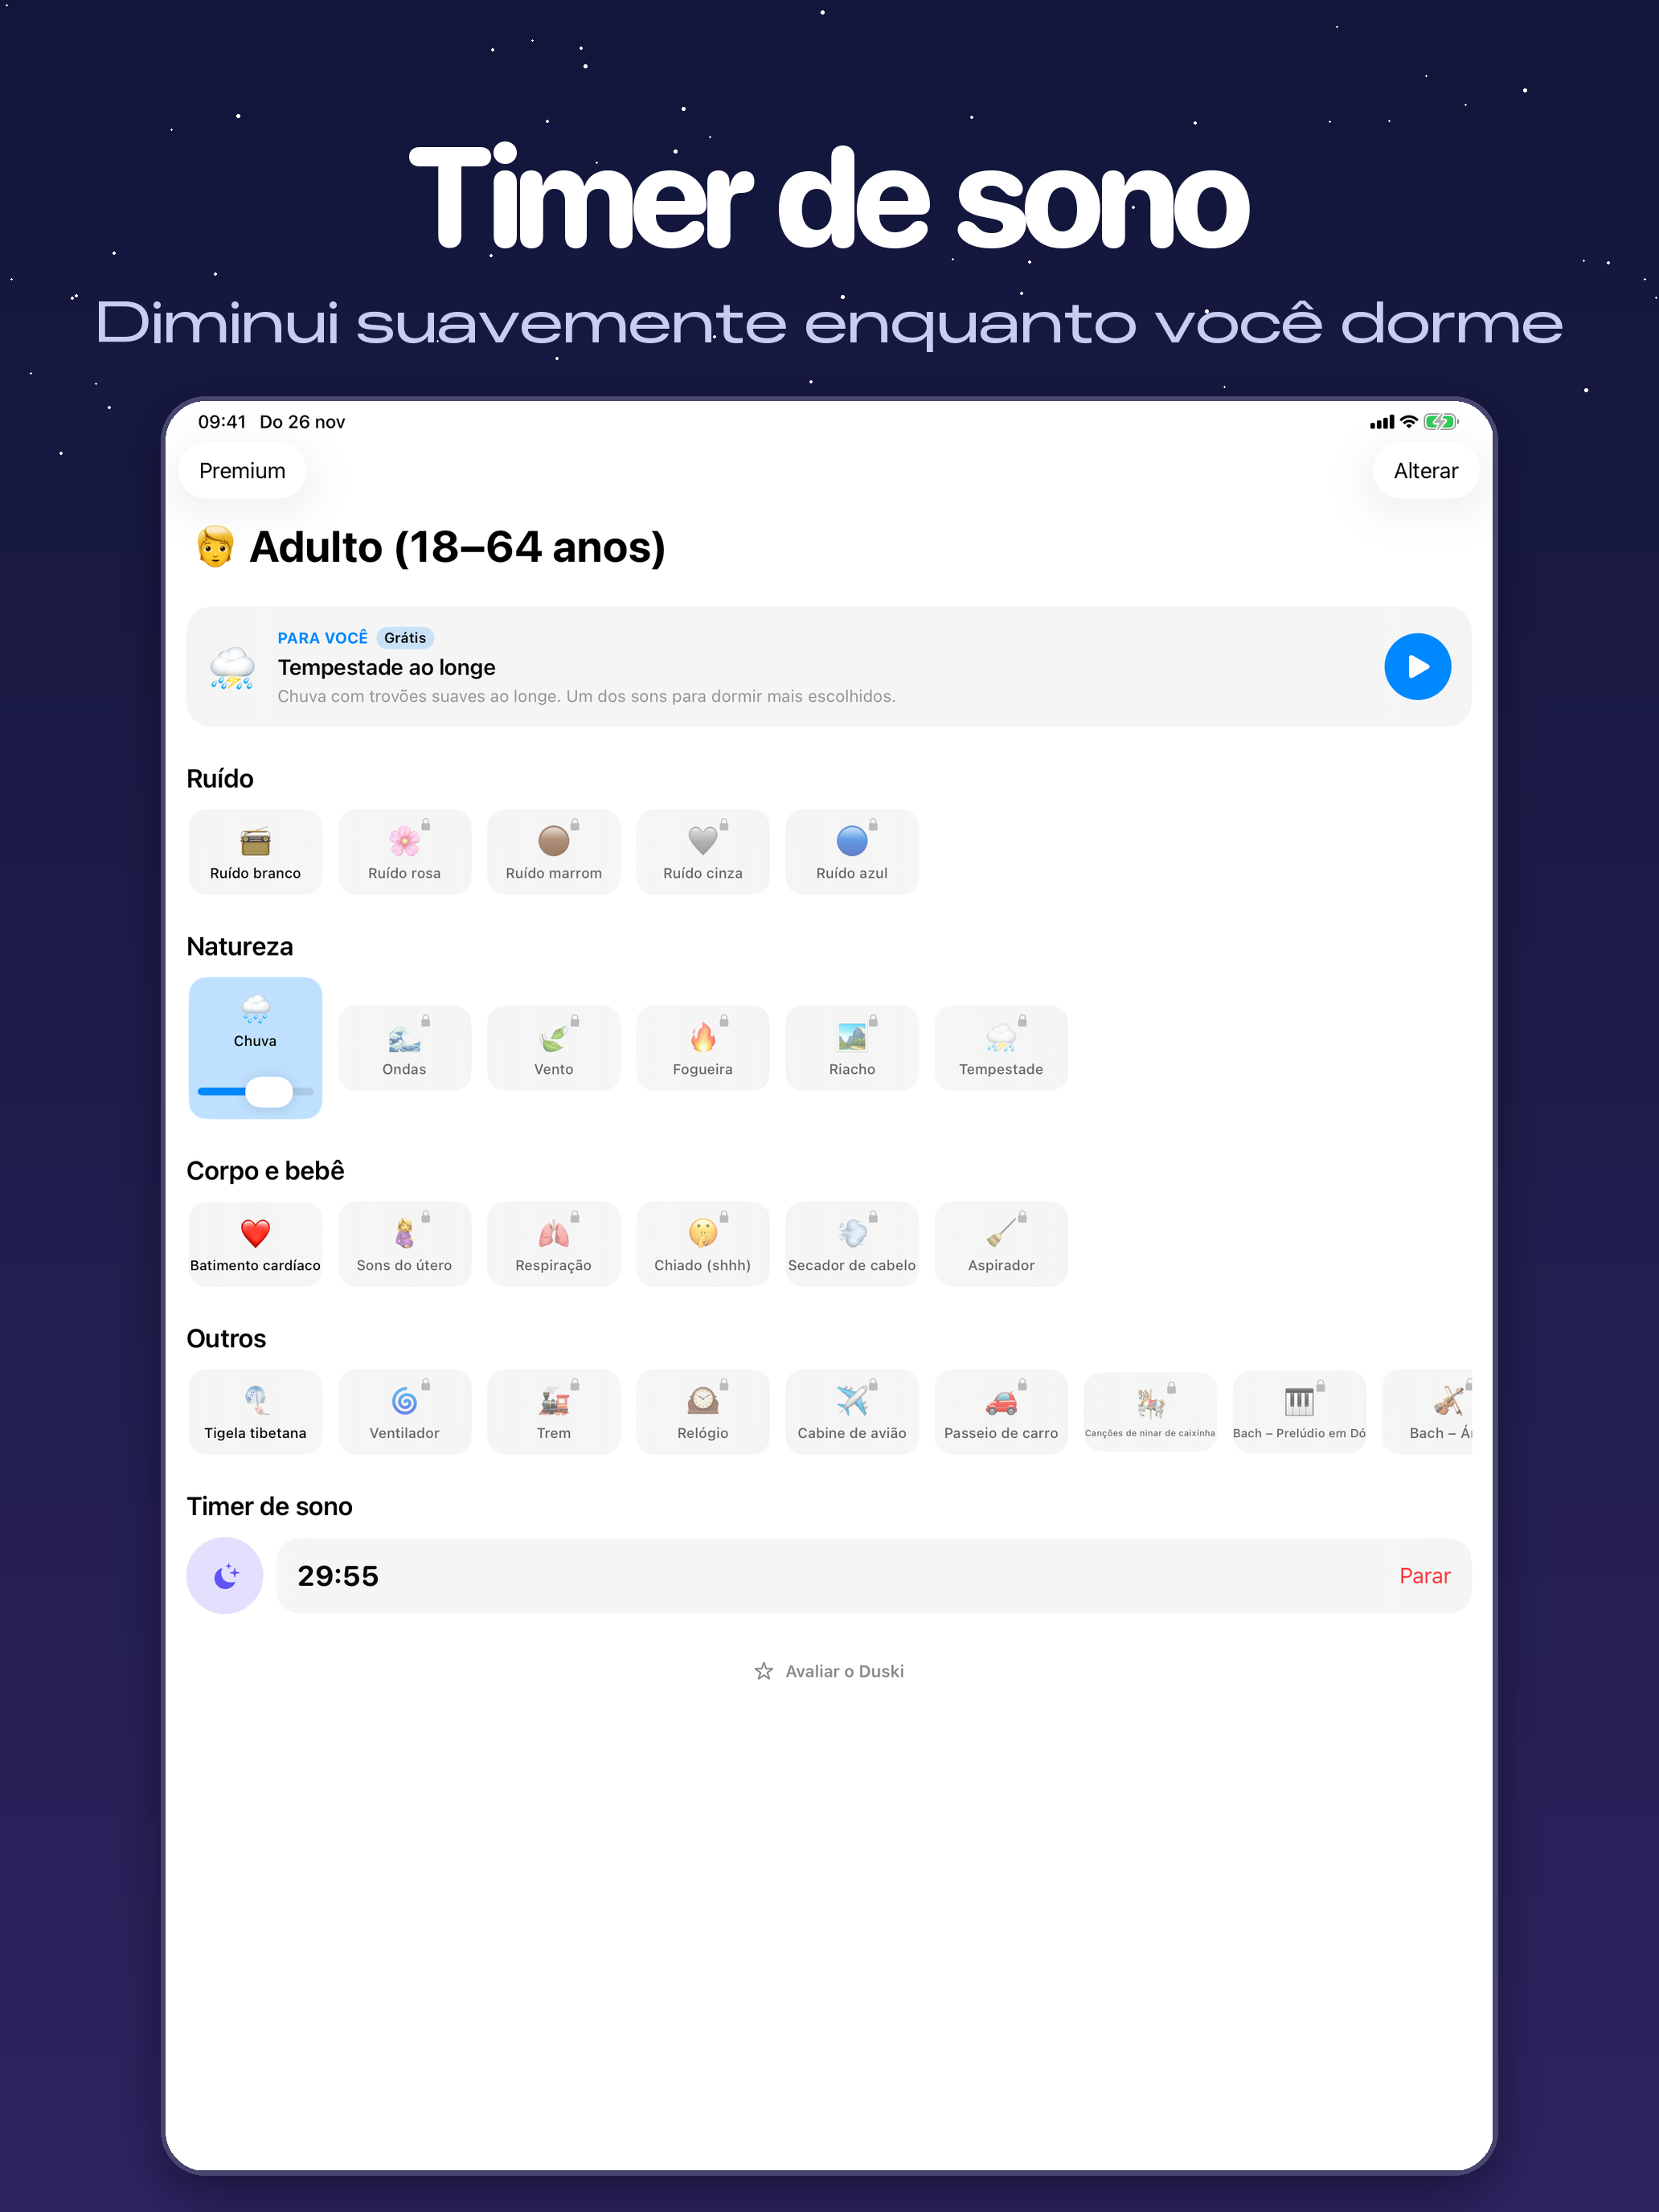 Timer de sono
Diminui suavemente enquanto você dorme
09:41 Do 26 nov
Premium
Alterar
Adulto (18–64 anos)
PARA VOCÊ Grátis
Tempestade ao longe
Chuva com trovões suaves ao longe. Um dos sons para dormir mais escolhidos.
Ruído
Ruído branco
Ruído rosa
Ruído marrom
Ruído cinza
Ruído azul
Natureza
Chuva
Ondas
Vento
Fogueira
Riacho
Tempestade
Corpo e bebê
Batimento cardíaco
Sons do útero
Respiração
Chiado (shhh)
Secador de cabelo
Aspirador
Outros
Tigela tibetana
Ventilador
Trem
Relógio
Cabine de avião
Passeio de carro
Canções de ninar de caixinha
Bach – Prelúdio em Dó
Bach –
Timer de sono
29:55
Parar
Avaliar o Duski